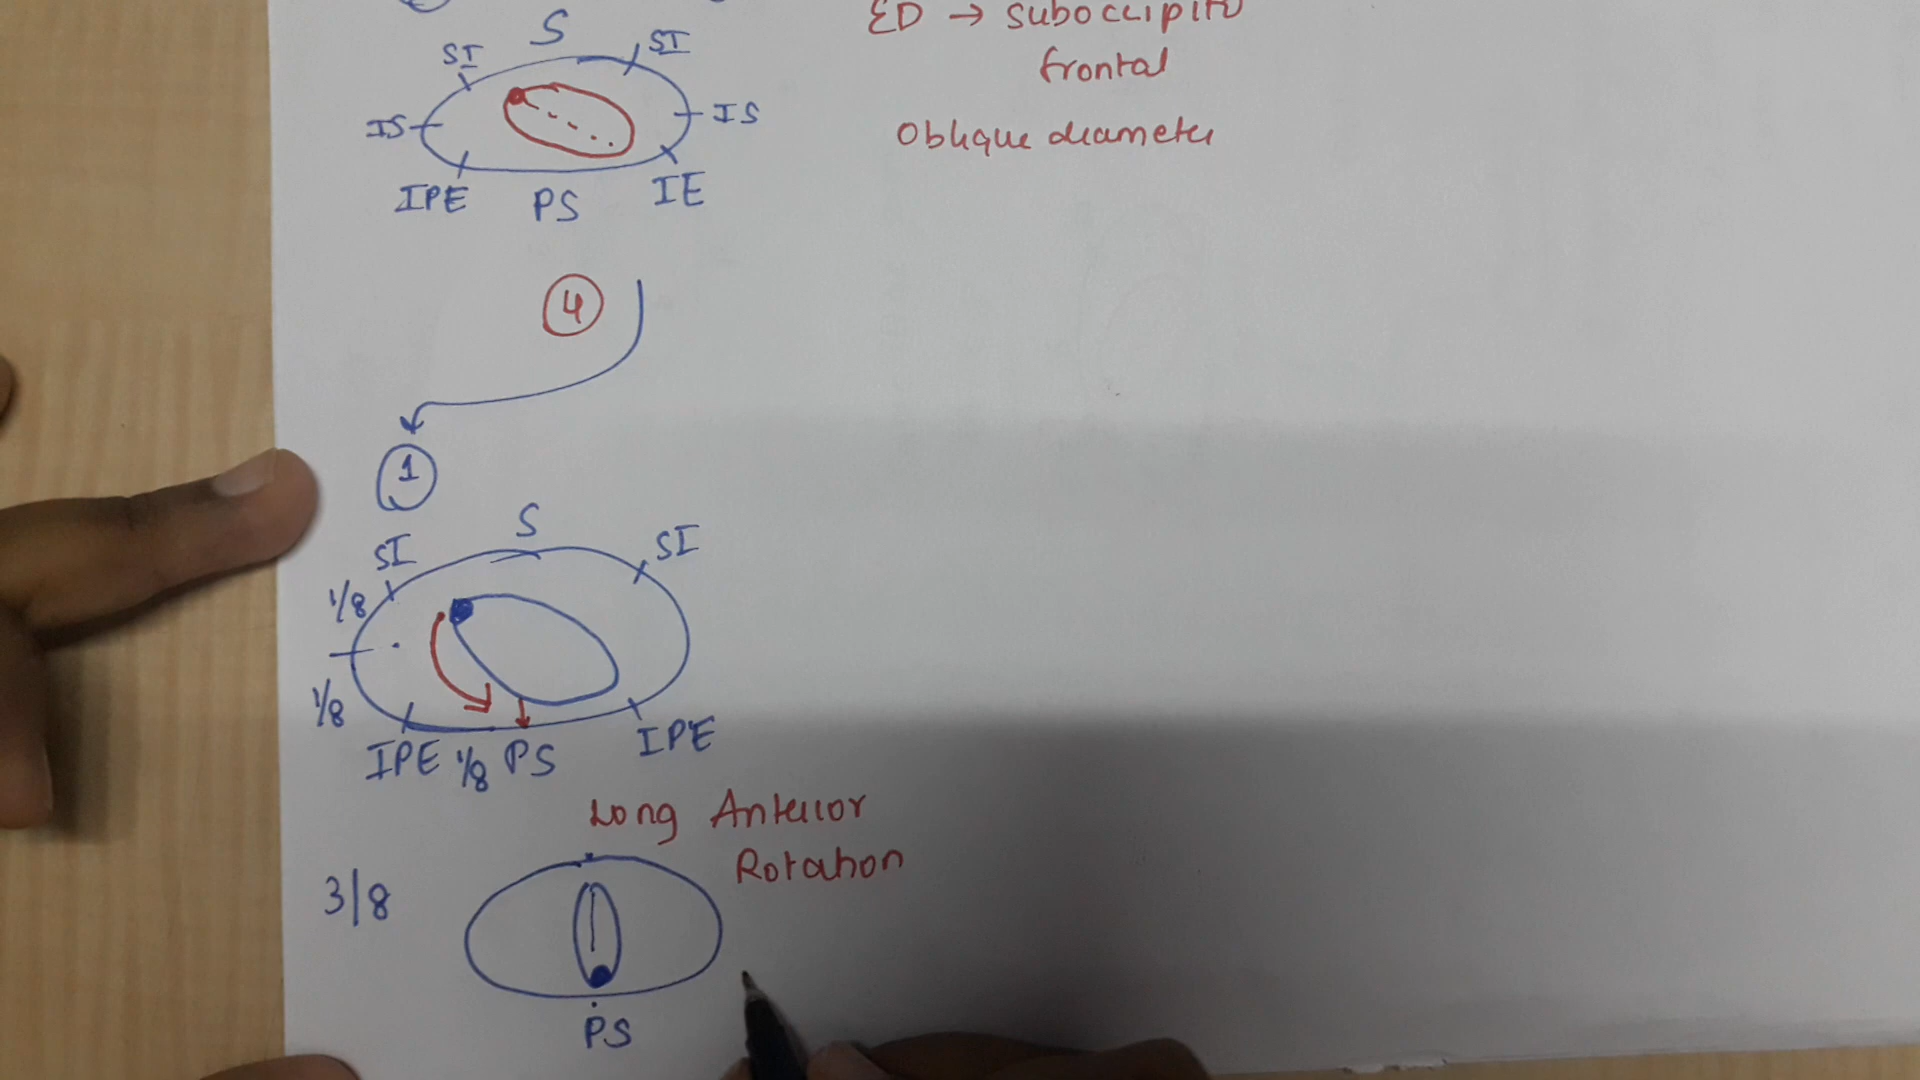 S
SI
SI
ED → suboccipito
frontal
IS
IS
Oblique diameter
IPE
PS
IE
4
1
S
SI
SI
1/8
1/8
IPE
1/8
PS
IPE
Long Anterior
Rotation
3/8
PS